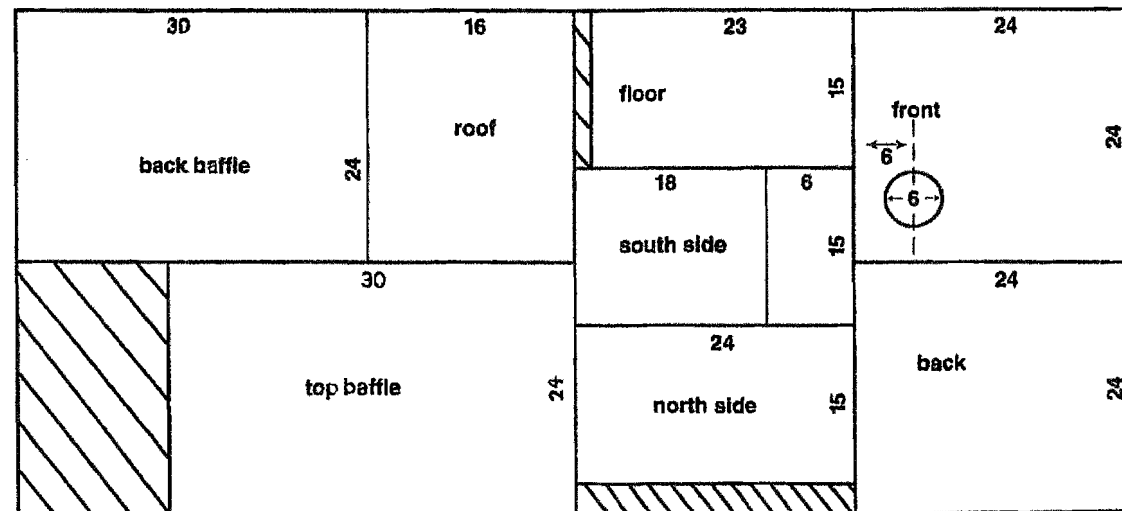 30
16
23
24
floor
15
front
roof
24
back baffle
24
6
18
6
6
south side
15
30
24
24
back
top baffle
24
north side
15
24